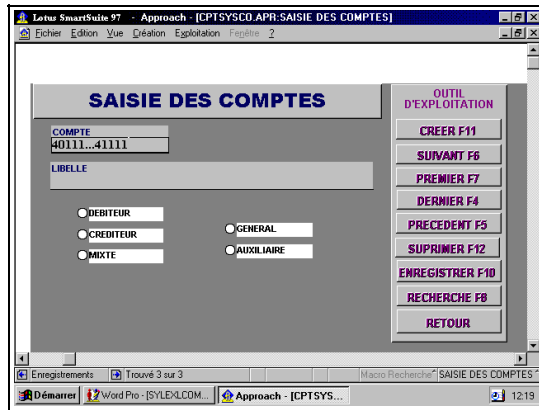 Lotus SmartSuite 97 - Approach - [CPTSYSCO.APR:SAISIE DES COMPTES]
Fichier Edition Vue Création Exploitation Fenêtre ?
SAISIE DES COMPTES
COMPTE
40111...41111
LIBELLE
DEBITEUR
CREDITEUR
MIXTE
GENERAL
AUXILIAIRE
OUTIL
D'EXPLOITATION
CREER F11
SUIVANT F6
PREMIER F7
DERNIER F4
PRECEDENT F5
SUPRIMER F12
ENREGISTRER F10
RECHERCHE F8
RETOUR
Enregistrements Trouvé 3 sur 3 Macro Recherche SAISIE DES COMPTES
Démarrer Word Pro - [SYLEXLCOM... Approach - [CPTSYS... 12:19